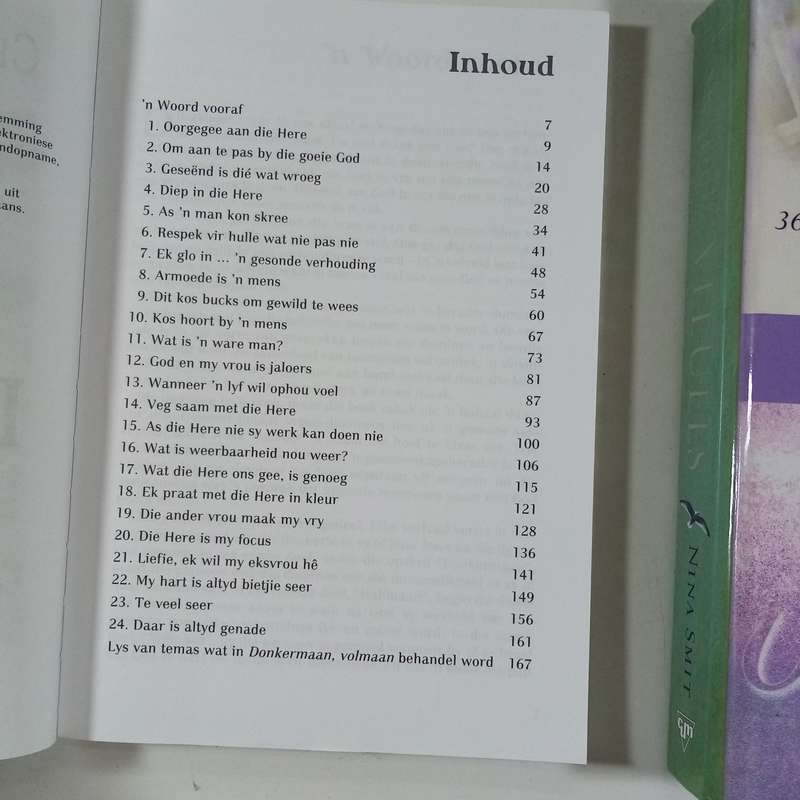 emming
ektroniese
ndopname,
uit
ans.
Inhoud
'n Woord vooraf 7
1. Oorgegee aan die Here 9
2. Om aan te pas by die goeie God 14
3. Geseënd is dié wat wroeg 20
4. Diep in die Here 28
5. As 'n man kon skree 34
6. Respek vir hulle wat nie pas nie 41
7. Ek glo in ... 'n gesonde verhouding 48
8. Armoede is 'n mens 54
9. Dit kos bucks om gewild te wees 60
10. Kos hoort by 'n mens 67
11. Wat is 'n ware man? 73
12. God en my vrou is jaloers 81
13. Wanneer 'n lyf wil ophou voel 87
14. Veg saam met die Here 93
15. As die Here nie sy werk kan doen nie 100
16. Wat is weerbaarheid nou weer? 106
17. Wat die Here ons gee, is genoeg 115
18. Ek praat met die Here in kleur 121
19. Die ander vrou maak my vry 128
20. Die Here is my focus 136
21. Liefie, ek wil my eksvrou hê 141
22. My hart is altyd bietjie seer 149
23. Te veel seer 156
24. Daar is altyd genade 161
Lys van temas wat in Donkermaan, volmaan behandel word 167
NINA SMIT
cum
36